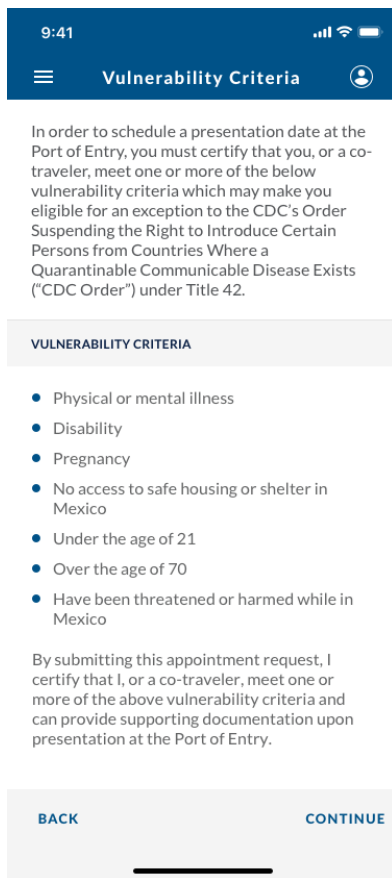 9:41
Vulnerability Criteria
In order to schedule a presentation date at the
Port of Entry, you must certify that you, or a co-
traveler, meet one or more of the below
vulnerability criteria which may make you
eligible for an exception to the CDC's Order
Suspending the Right to Introduce Certain
Persons from Countries Where a
Quarantinable Communicable Disease Exists
(“CDC Order”) under Title 42.
VULNERABILITY CRITERIA
Physical or mental illness
Disability
Pregnancy
No access to safe housing or shelter in
Mexico
Under the age of 21
Over the age of 70
Have been threatened or harmed while in
Mexico
By submitting this appointment request, I
certify that I, or a co-traveler, meet one or
more of the above vulnerability criteria and
can provide supporting documentation upon
presentation at the Port of Entry.
BACK
CONTINUE